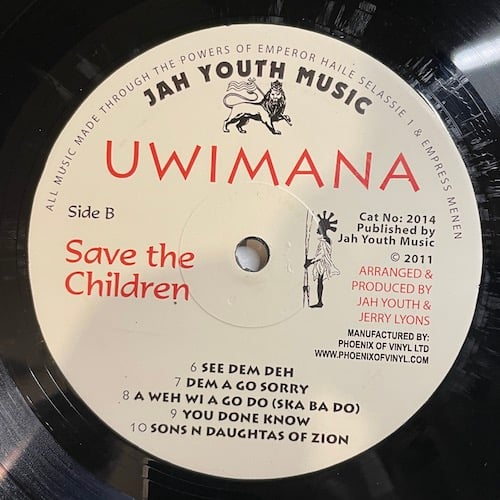 ALL MUSIC MADE THROUGH THE POWERS OF EMPEROR HAILE SELASSIE 1 & EMPRESS MENEN
JAH YOUTH MUSIC
UWIMANA
Side B
Save the
Children
Cat No: 2014
Published by
Jah Youth Music
© 2011
ARRANGED &
PRODUCED BY
JAH YOUTH &
JERRY LYONS
MANUFACTURED BY:
PHOENIX OF VINYL LTD
WWW.PHOENIXOFVINYL.COM
6 SEE DEM DEH
7 DEM A GO SORRY
8 A WEH WI A GO DO (SKA BA DO)
9 YOU DONE KNOW
10 SONS N DAUGHTAS OF ZION